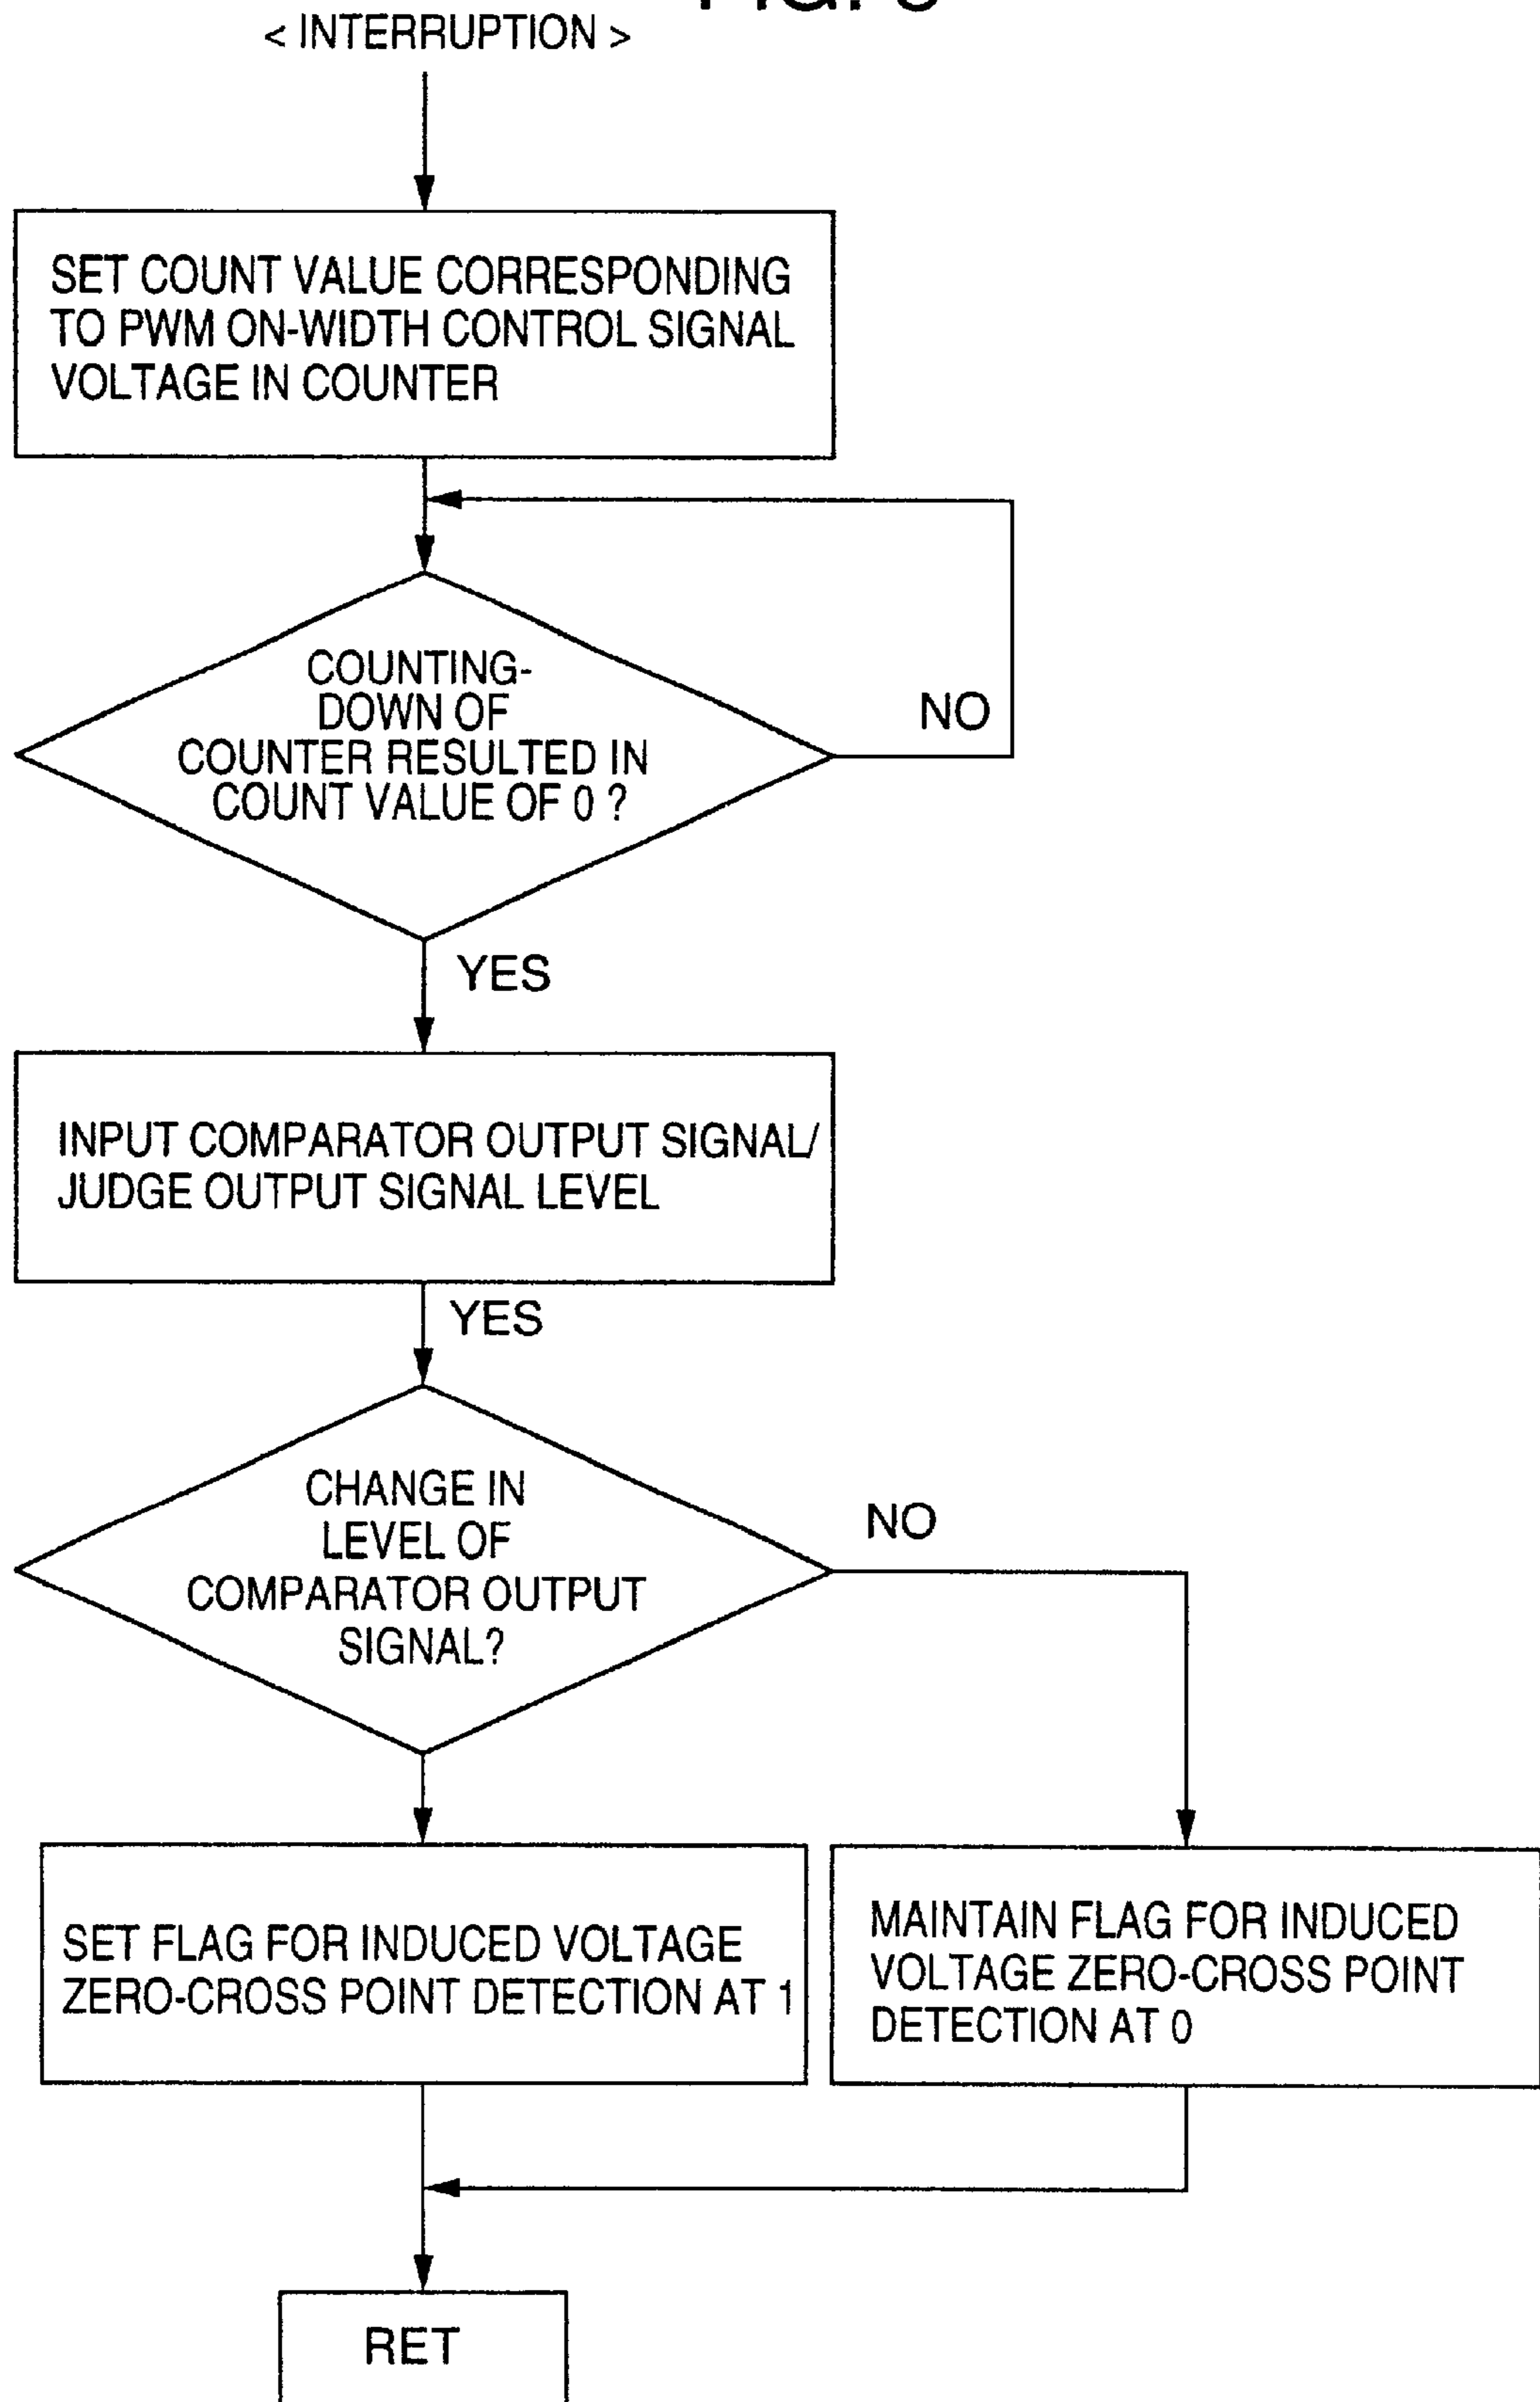 < INTERRUPTION >
SET COUNT VALUE CORRESPONDING
TO PWM ON-WIDTH CONTROL SIGNAL
VOLTAGE IN COUNTER
COUNTING-
DOWN OF
COUNTER RESULTED IN
COUNT VALUE OF 0 ?
NO
YES
INPUT COMPARATOR OUTPUT SIGNAL/
JUDGE OUTPUT SIGNAL LEVEL
YES
CHANGE IN
LEVEL OF
COMPARATOR OUTPUT
SIGNAL?
NO
SET FLAG FOR INDUCED VOLTAGE
ZERO-CROSS POINT DETECTION AT 1
MAINTAIN FLAG FOR INDUCED
VOLTAGE ZERO-CROSS POINT
DETECTION AT 0
RET